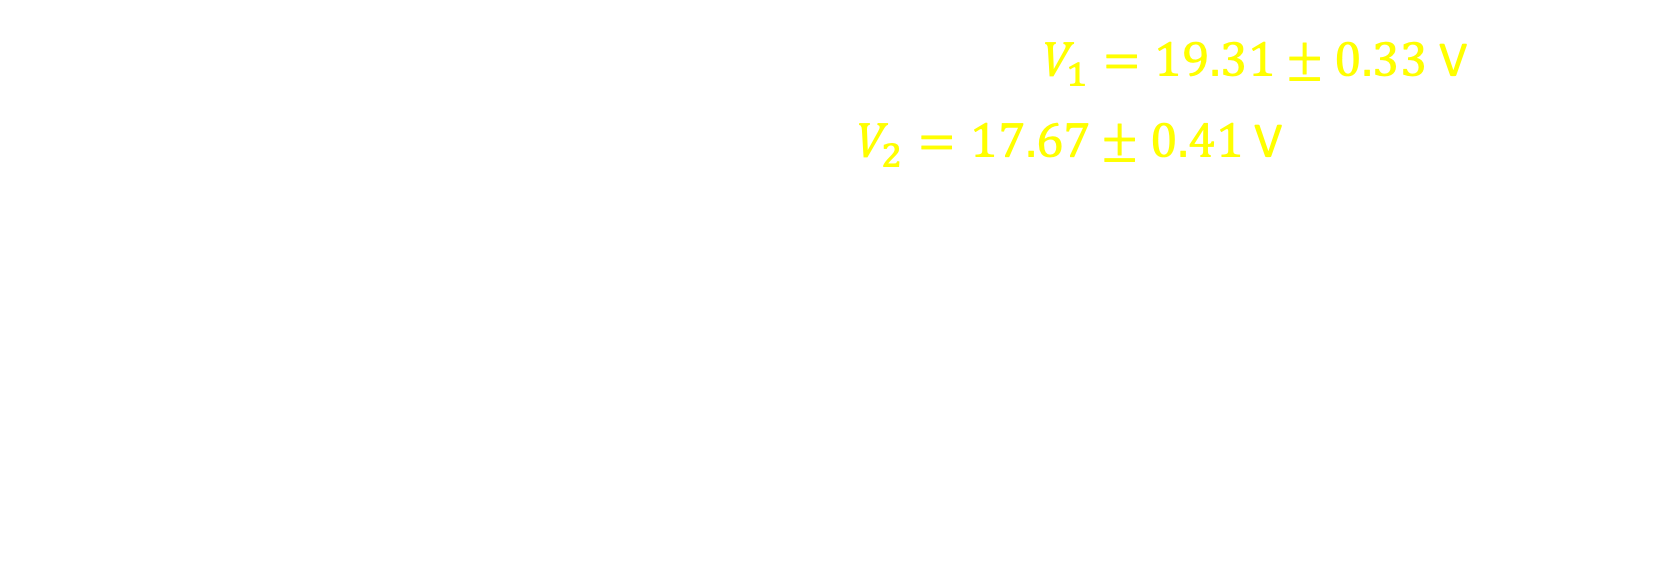 V₁ = 19.31 ± 0.33 V
V₂ = 17.67 ± 0.41 V